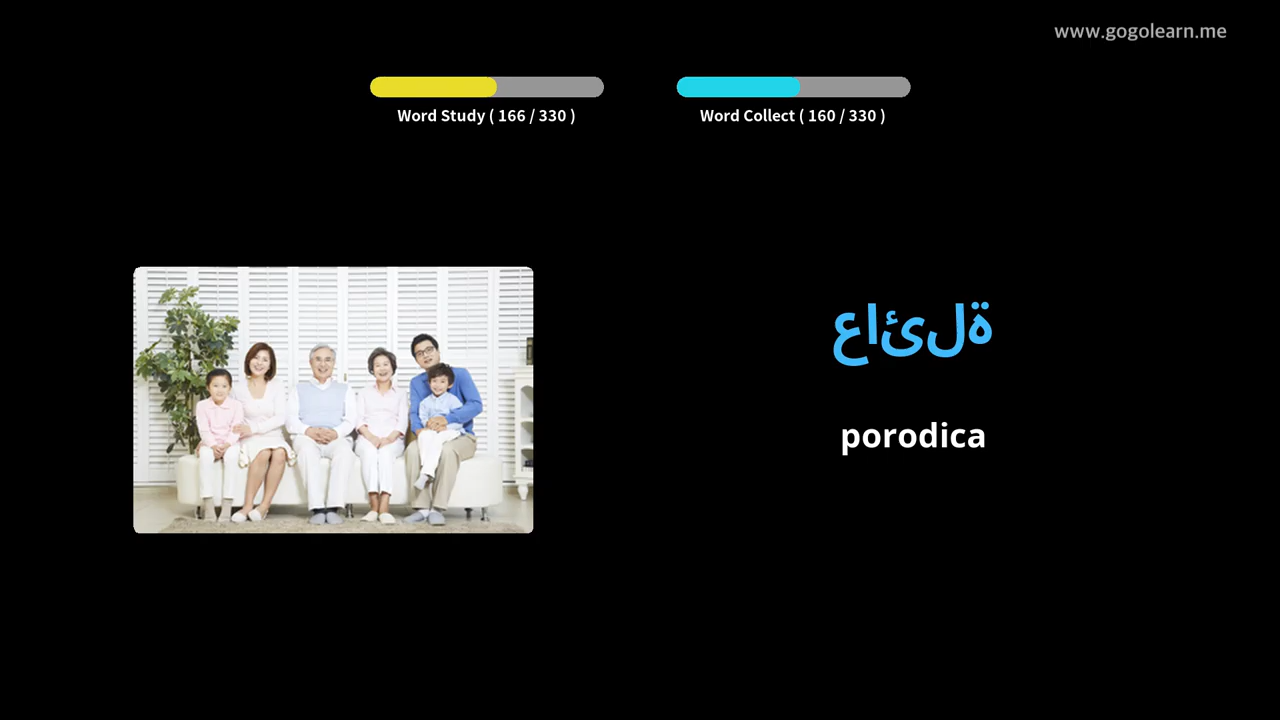 www.gogolearn.me
Word Study ( 166 / 330 )
Word Collect ( 160 / 330 )
عائلة
porodica